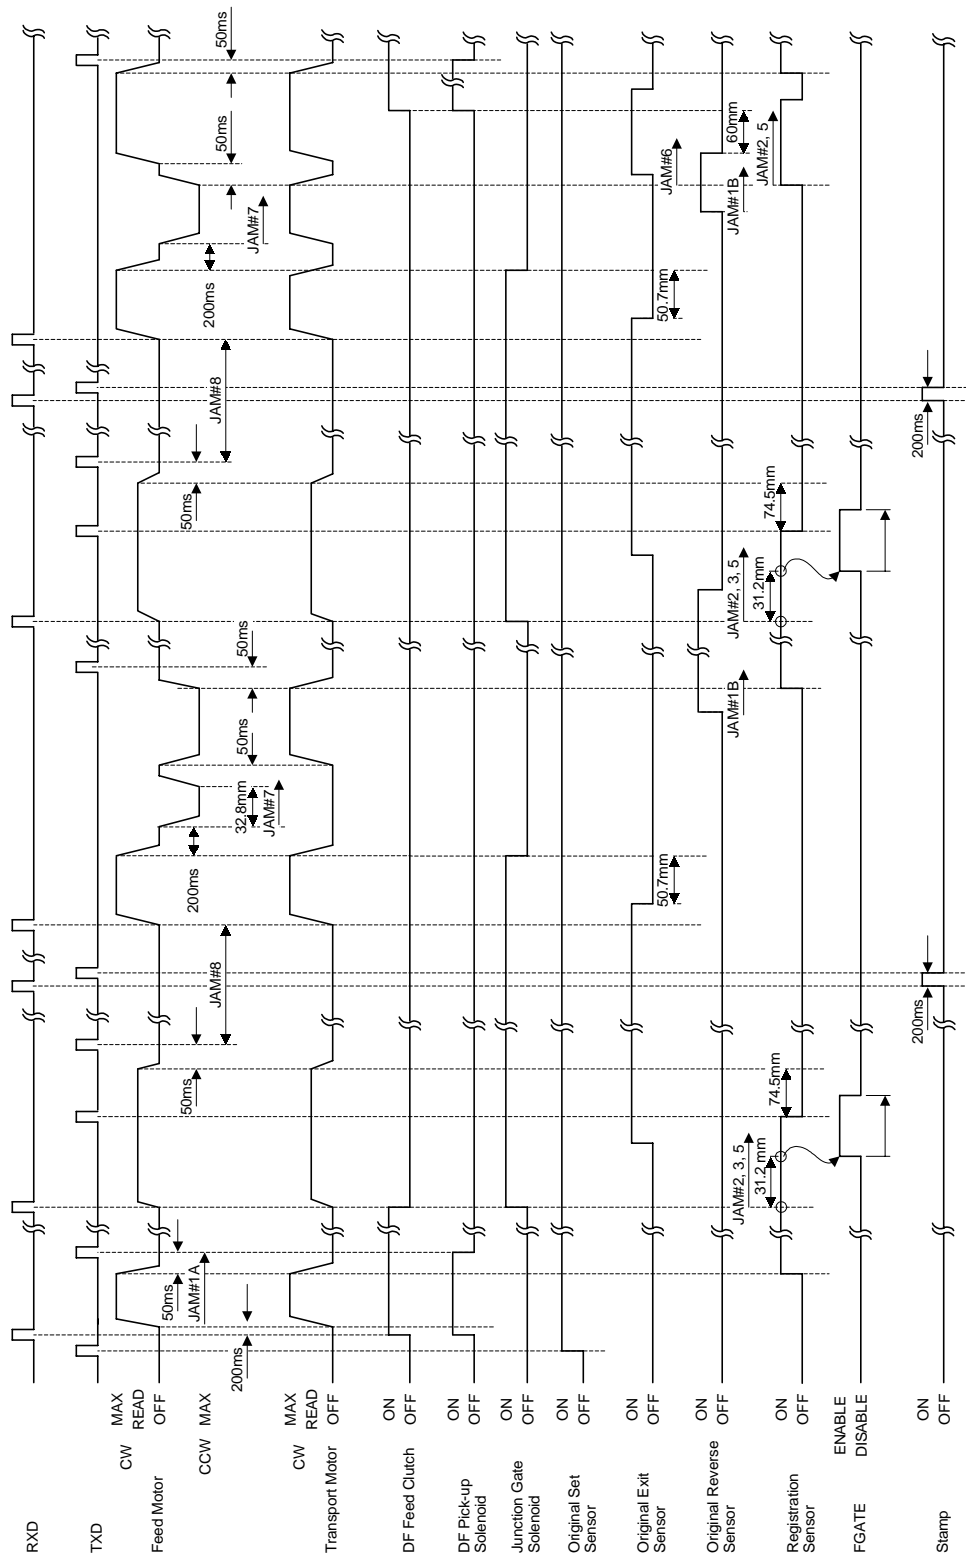 RXD
TXD
Feed Motor
CW
MAX
READ
OFF
CCW
MAX
Transport Motor
CW
MAX
READ
OFF
DF Feed Clutch
ON
OFF
DF Pick-up
Solenoid
ON
OFF
Junction Gate
Solenoid
ON
OFF
Original Set
Sensor
ON
OFF
Original Exit
Sensor
ON
OFF
Original Reverse
Sensor
ON
OFF
Registration
Sensor
ON
OFF
FGATE
ENABLE
DISABLE
Stamp
ON
OFF
200ms
50ms
JAM#1A
50ms
JAM#8
200ms
32.8mm
JAM#7
50ms
50ms
50ms
JAM#8
200ms
JAM#7
50ms
50ms
50.7mm
50.7mm
JAM#6
JAM#1B
JAM#1B
60mm
JAM#2, 3, 5
31.2 mm
74.5mm
JAM#2, 3, 5
31.2mm
74.5mm
JAM#2, 5
200ms
200ms